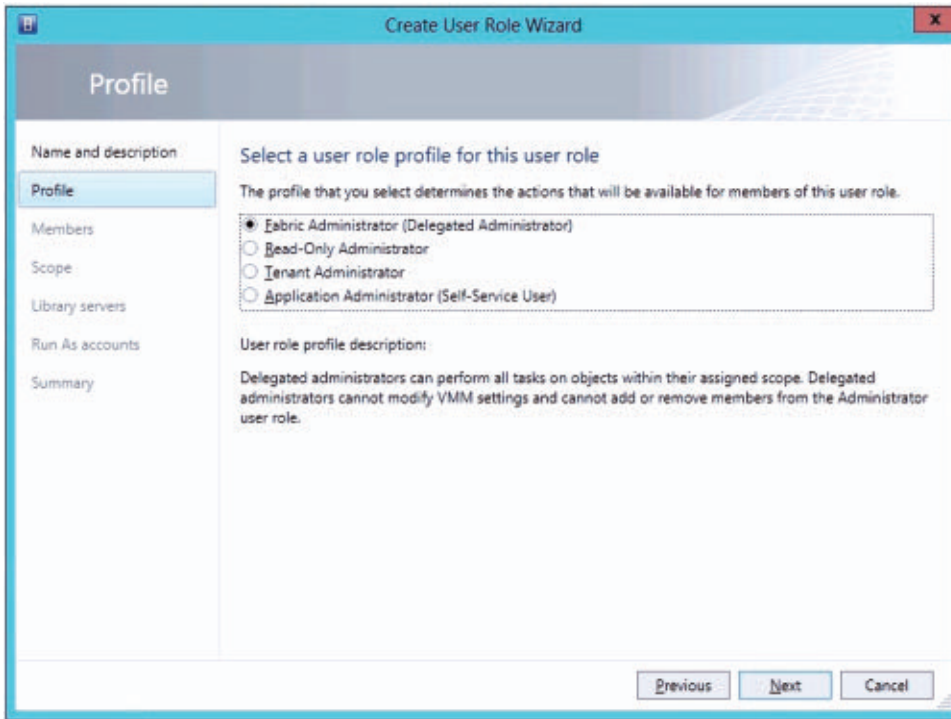 Create User Role Wizard
Profile
Name and description
Profile
Members
Scope
Library servers
Run As accounts
Summary
Select a user role profile for this user role
The profile that you select determines the actions that will be available for members of this user role.
Fabric Administrator (Delegated Administrator)
Read-Only Administrator
Tenant Administrator
Application Administrator (Self-Service User)
User role profile description:
Delegated administrators can perform all tasks on objects within their assigned scope. Delegated
administrators cannot modify VMM settings and cannot add or remove members from the Administrator
user role.
Previous
Next
Cancel